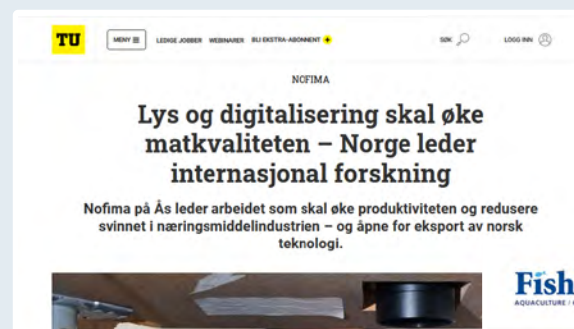 TU
MENY
LEDIGE JOBBER WEBINARER BLI EKSTRA-ABONNENT +
SØK
LOGG INN
NOFIMA
Lys og digitalisering skal øke
matkvaliteten – Norge leder
internasjonal forskning
Nofima på Ås leder arbeidet som skal øke produktiviteten og redusere
svinnet i næringsmiddelindustrien – og åpne for eksport av norsk
teknologi.
Fish
AQUACULTURE /